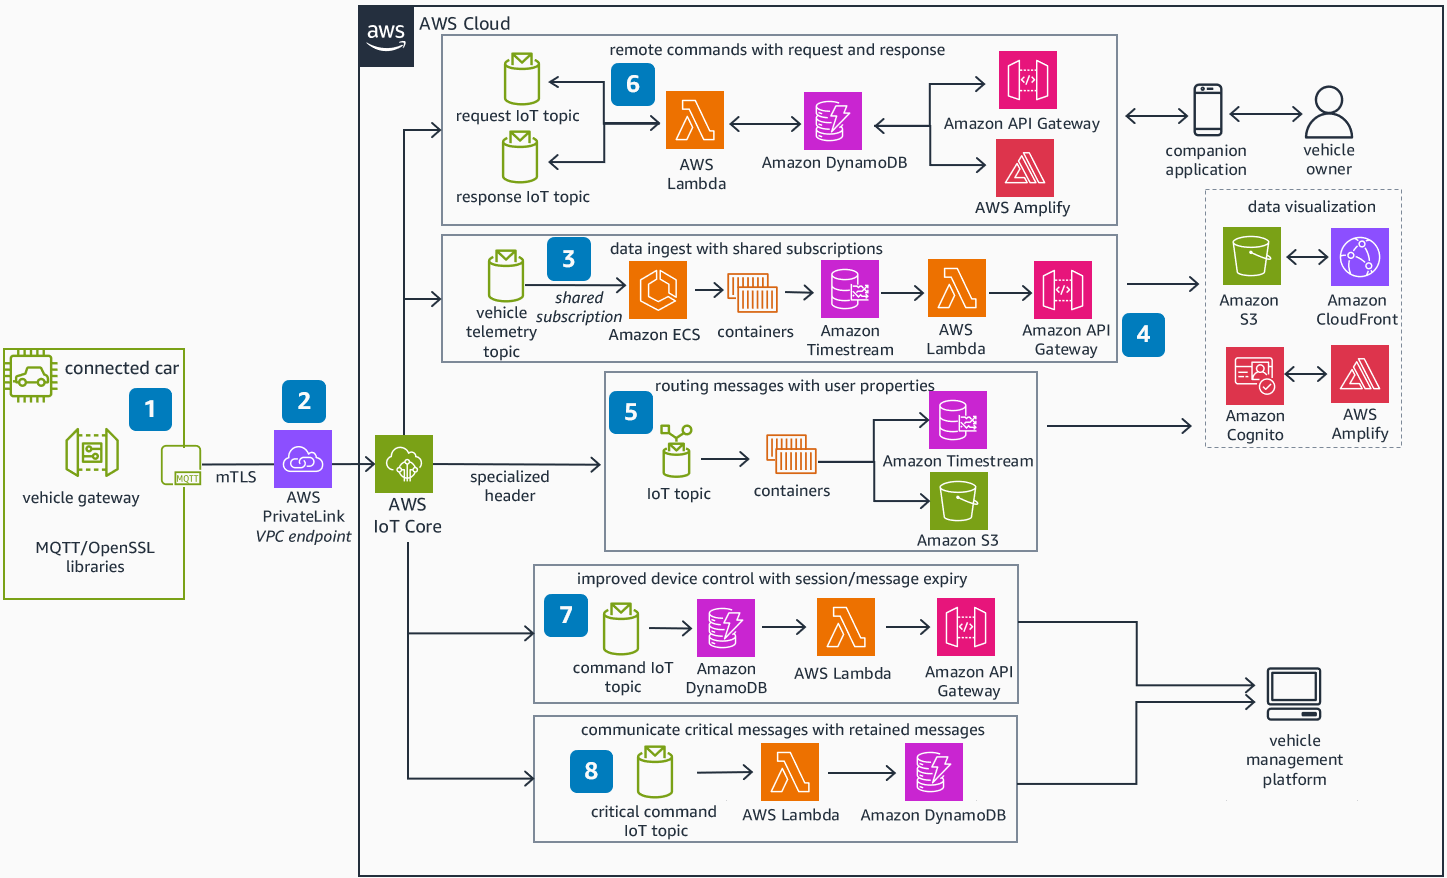 aws
AWS Cloud
remote commands with request and response
6
request IoT topic
response IoT topic
AWS
Lambda
Amazon DynamoDB
Amazon API Gateway
AWS Amplify
companion
application
vehicle
owner
data ingest with shared subscriptions
3
shared
subscription
vehicle
telemetry
topic
Amazon ECS
containers
Amazon
Timestream
AWS
Lambda
Amazon API
Gateway
4
data visualization
Amazon
S3
Amazon
CloudFront
Amazon
Cognito
AWS
Amplify
connected car
1
vehicle gateway
MQTT
MQTT/OpenSSL
libraries
mTLS
2
AWS
PrivateLink
VPC endpoint
AWS
IoT Core
specialized
header
routing messages with user properties
5
IoT topic
containers
Amazon Timestream
Amazon S3
improved device control with session/message expiry
7
command IoT
topic
Amazon
DynamoDB
AWS Lambda
Amazon API
Gateway
communicate critical messages with retained messages
8
critical command
IoT topic
AWS Lambda
Amazon DynamoDB
vehicle
management
platform